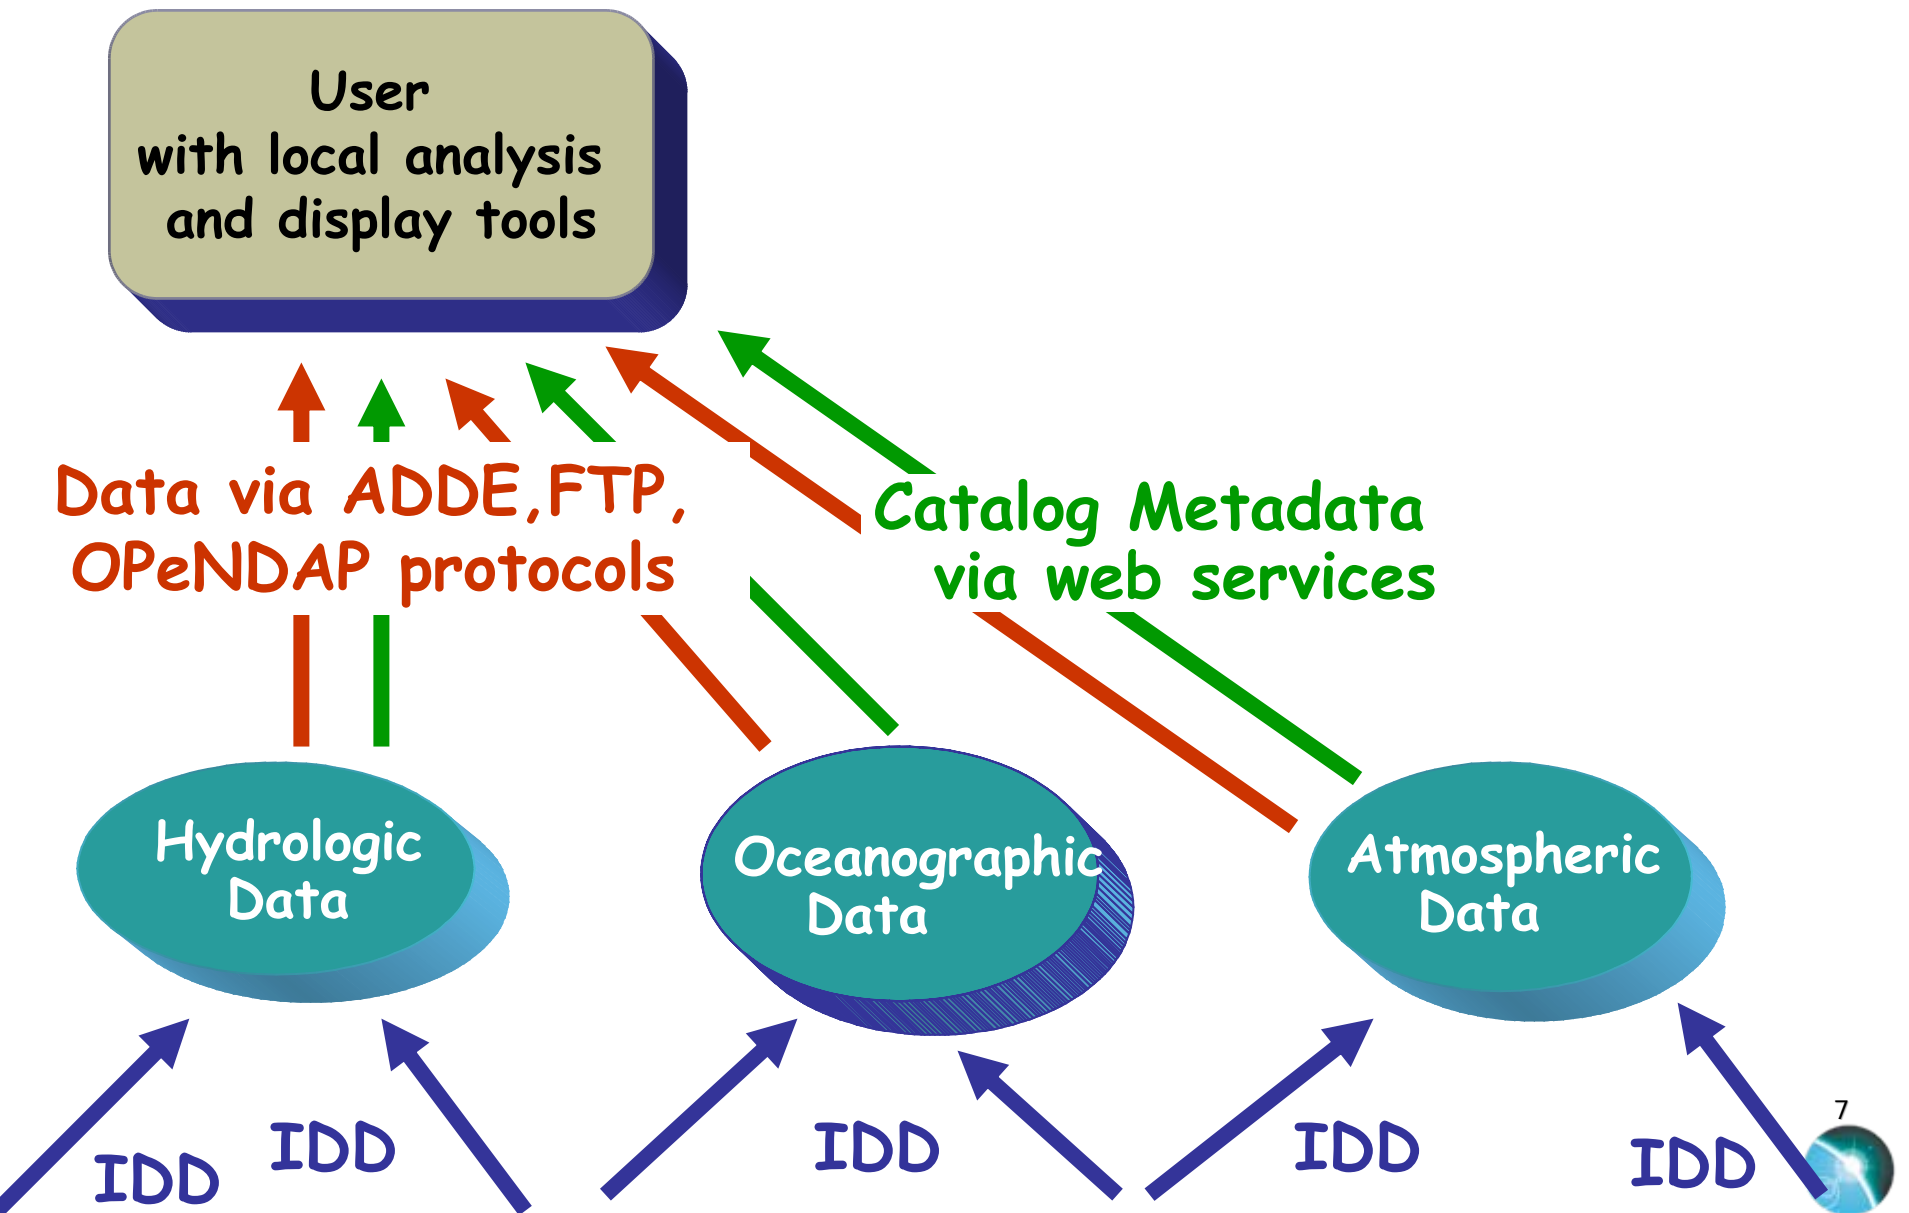 User
with local analysis
and display tools
Data via ADDE,FTP,
OPeNDAP protocols
Catalog Metadata
via web services
Hydrologic
Data
Oceanographic
Data
Atmospheric
Data
IDD
IDD
IDD
IDD
IDD
7